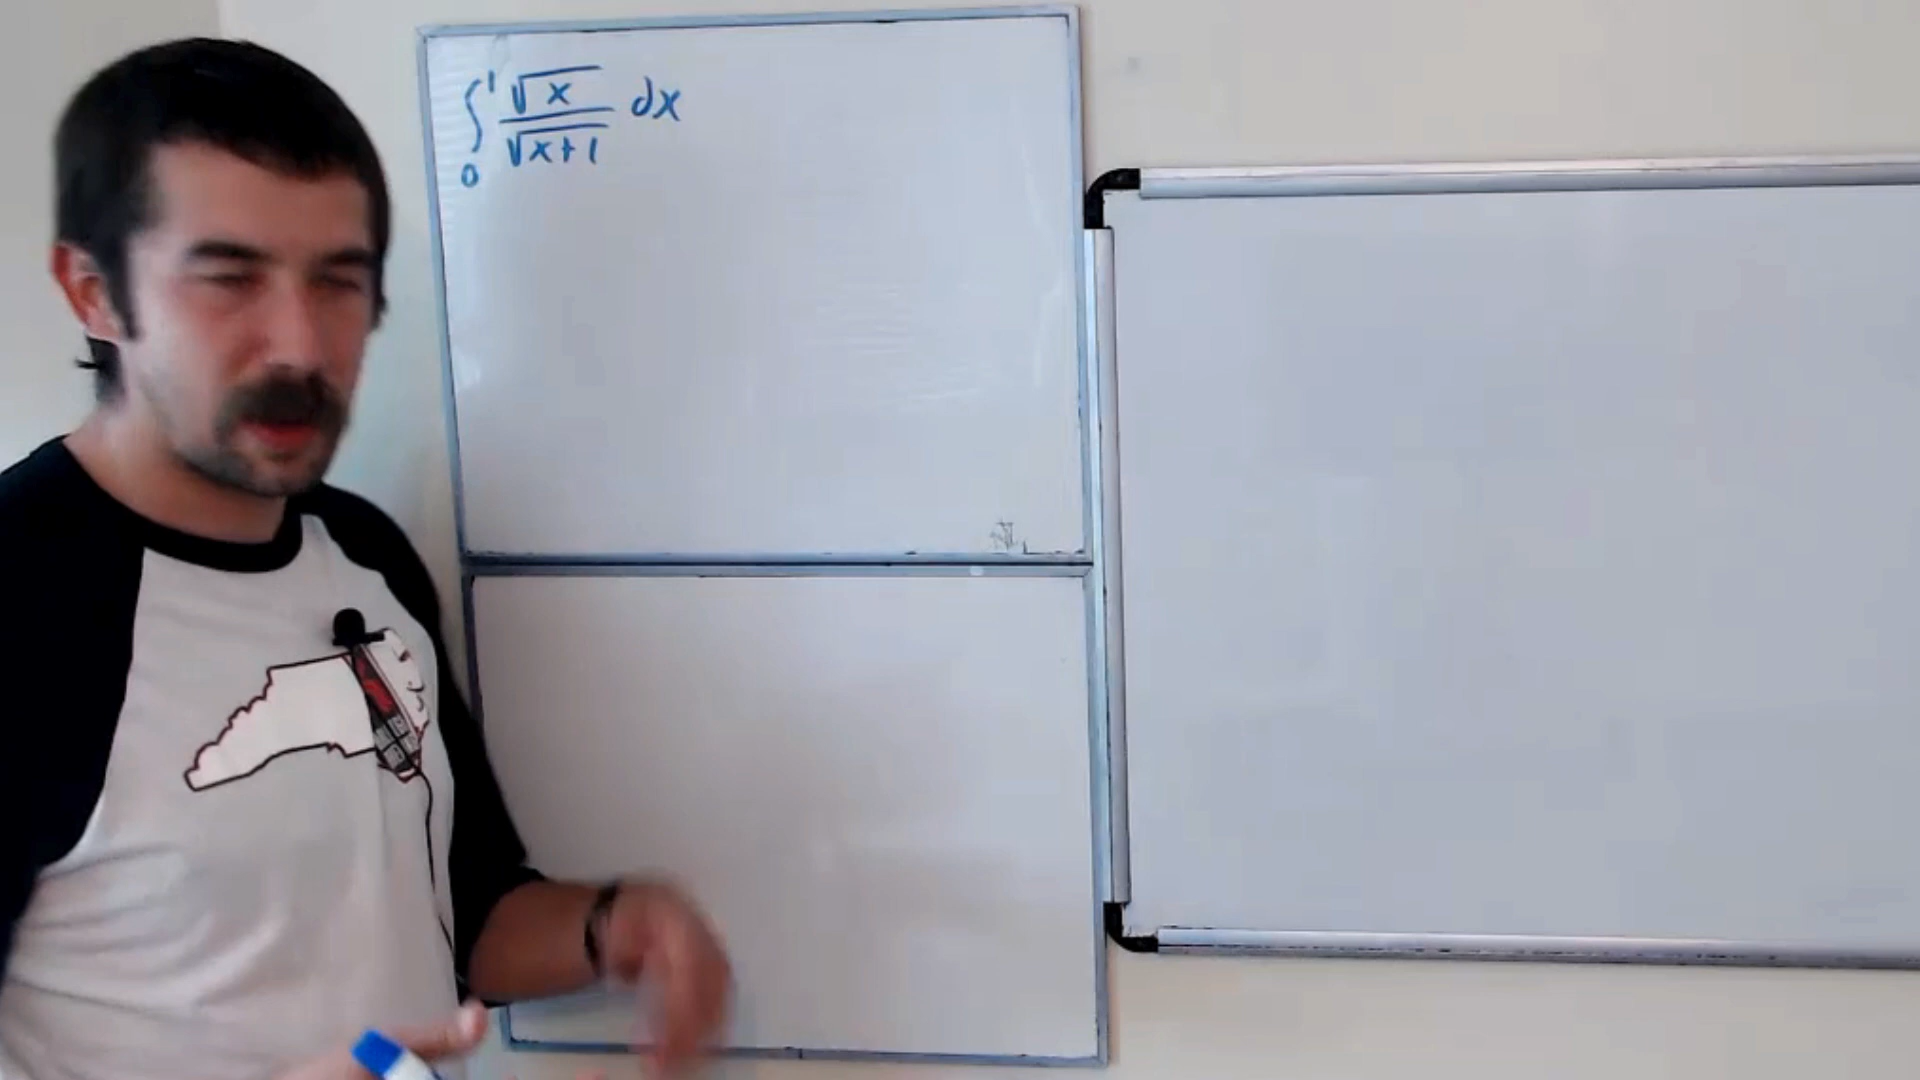 ∫₀¹ √x / √x+1 dx